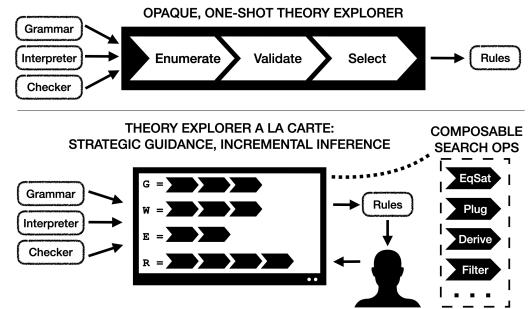 OPAQUE, ONE-SHOT THEORY EXPLORER
Grammar
Interpreter
Checker
Enumerate
Validate
Select
Rules
THEORY EXPLORER A LA CARTE:
STRATEGIC GUIDANCE, INCREMENTAL INFERENCE
Grammar
Interpreter
Checker
G =
W =
E =
R =
Rules
COMPOSABLE
SEARCH OPS
EqSat
Plug
Derive
Filter